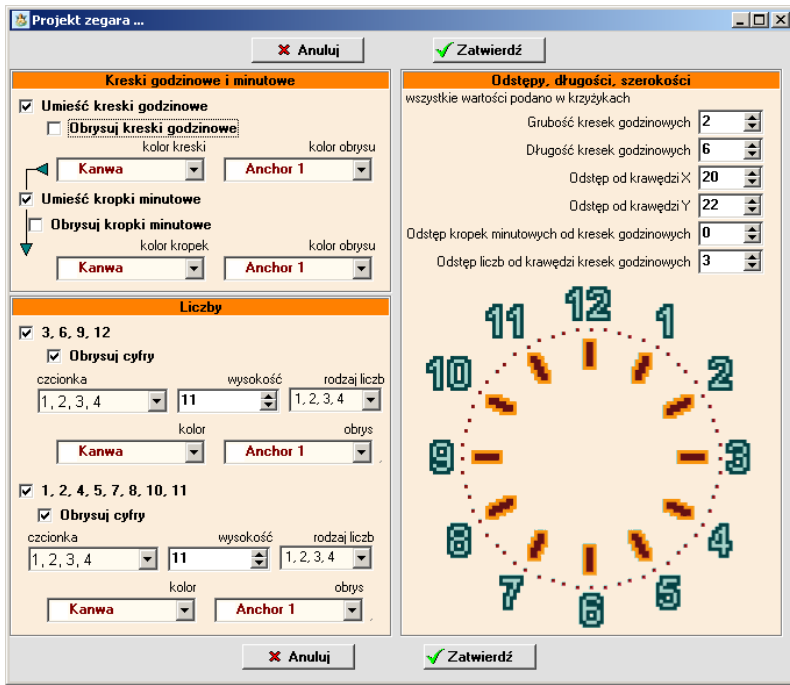 Projekt zegara ...
Anuluj
Zatwierdź
Kreski godzinowe i minutowe
Umieść kreski godzinowe
Obrysuj kreski godzinowe
kolor kreski
kolor obrysu
Kanwa
Anchor 1
Umieść kropki minutowe
Obrysuj kropki minutowe
kolor kropek
kolor obrysu
Kanwa
Anchor 1
Liczby
3, 6, 9, 12
Obrysuj cyfry
czcionka
wysokość
rodzaj liczb
1, 2, 3, 4
11
1, 2, 3, 4
kolor
obrys
Kanwa
Anchor 1
1, 2, 4, 5, 7, 8, 10, 11
Obrysuj cyfry
czcionka
wysokość
rodzaj liczb
1, 2, 3, 4
11
1, 2, 3, 4
kolor
obrys
Kanwa
Anchor 1
Odstępy, długości, szerokości
wszystkie wartości podano w krzyżykach
Grubość kresek godzinowych 2
Długość kresek godzinowych 6
Odstęp od krawędzi X 20
Odstęp od krawędzi Y 22
Odstęp kropek minutowych od kresek godzinowych 0
Odstęp liczb od krawędzi kresek godzinowych 3
12
1
2
3
4
5
6
7
8
9
10
11
Anuluj
Zatwierdź